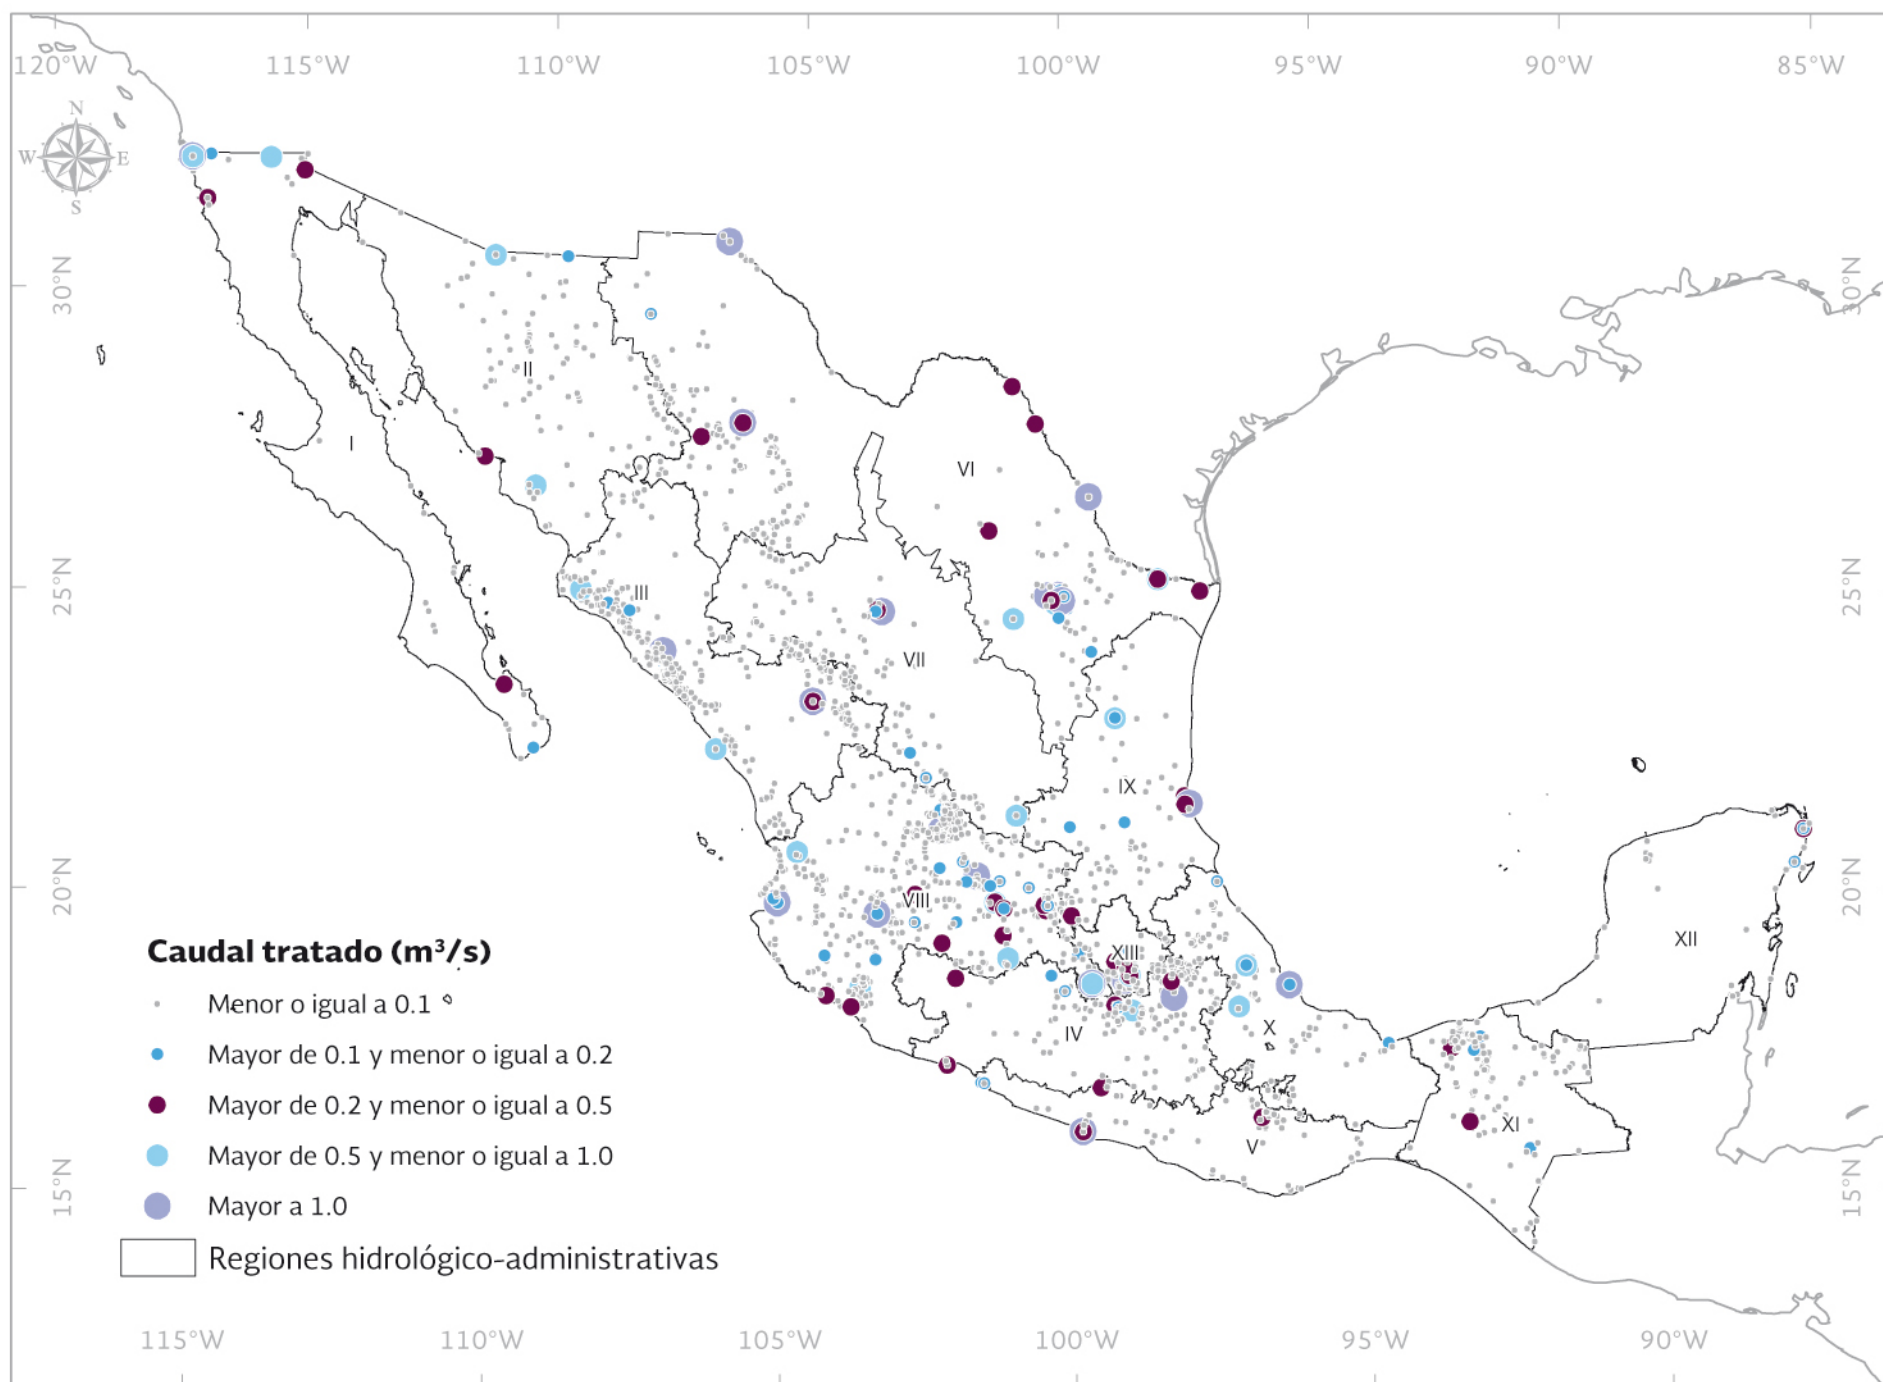 120°W 115°W 110°W 105°W 100°W 95°W 90°W 85°W
N
W E
S
30°N 30°N
II
I
VI
25°N 25°N
III
VII
IX
20°N 20°N
VIII
XII
XIII
Caudal tratado (m³/s)
Menor o igual a 0.1
X
IV
Mayor de 0.1 y menor o igual a 0.2
Mayor de 0.2 y menor o igual a 0.5
XI
V
Mayor de 0.5 y menor o igual a 1.0
15°N 15°N
Mayor a 1.0
Regiones hidrológico-administrativas
115°W 110°W 105°W 100°W 95°W 90°W